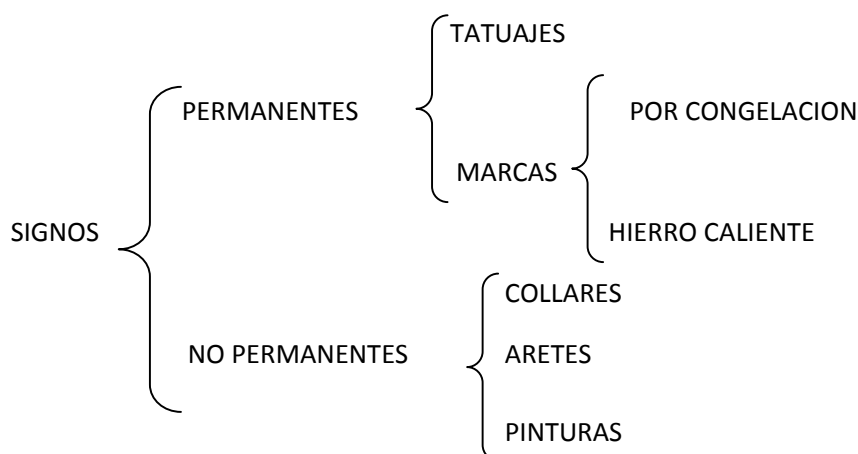 TATUAJES
PERMANENTES
POR CONGELACION
MARCAS
SIGNOS
HIERRO CALIENTE
COLLARES
NO PERMANENTES
ARETES
PINTURAS